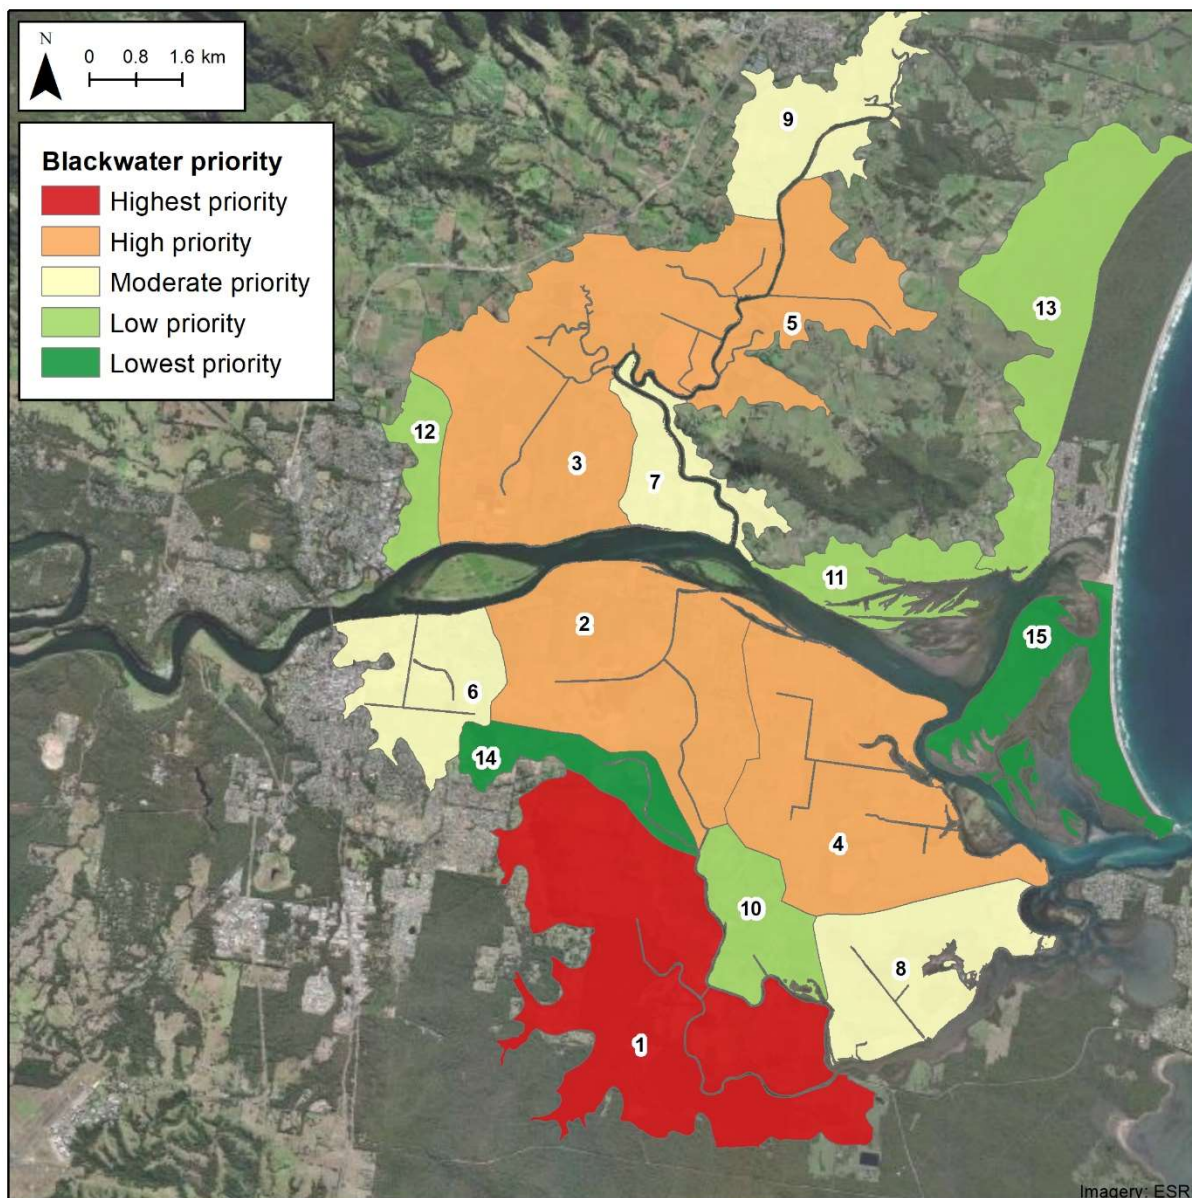 N
0 0.8 1.6 km
Blackwater priority
Highest priority
High priority
Moderate priority
Low priority
Lowest priority
9
13
5
12
3
7
11
2
15
6
14
4
10
8
1
Imagery: ESR